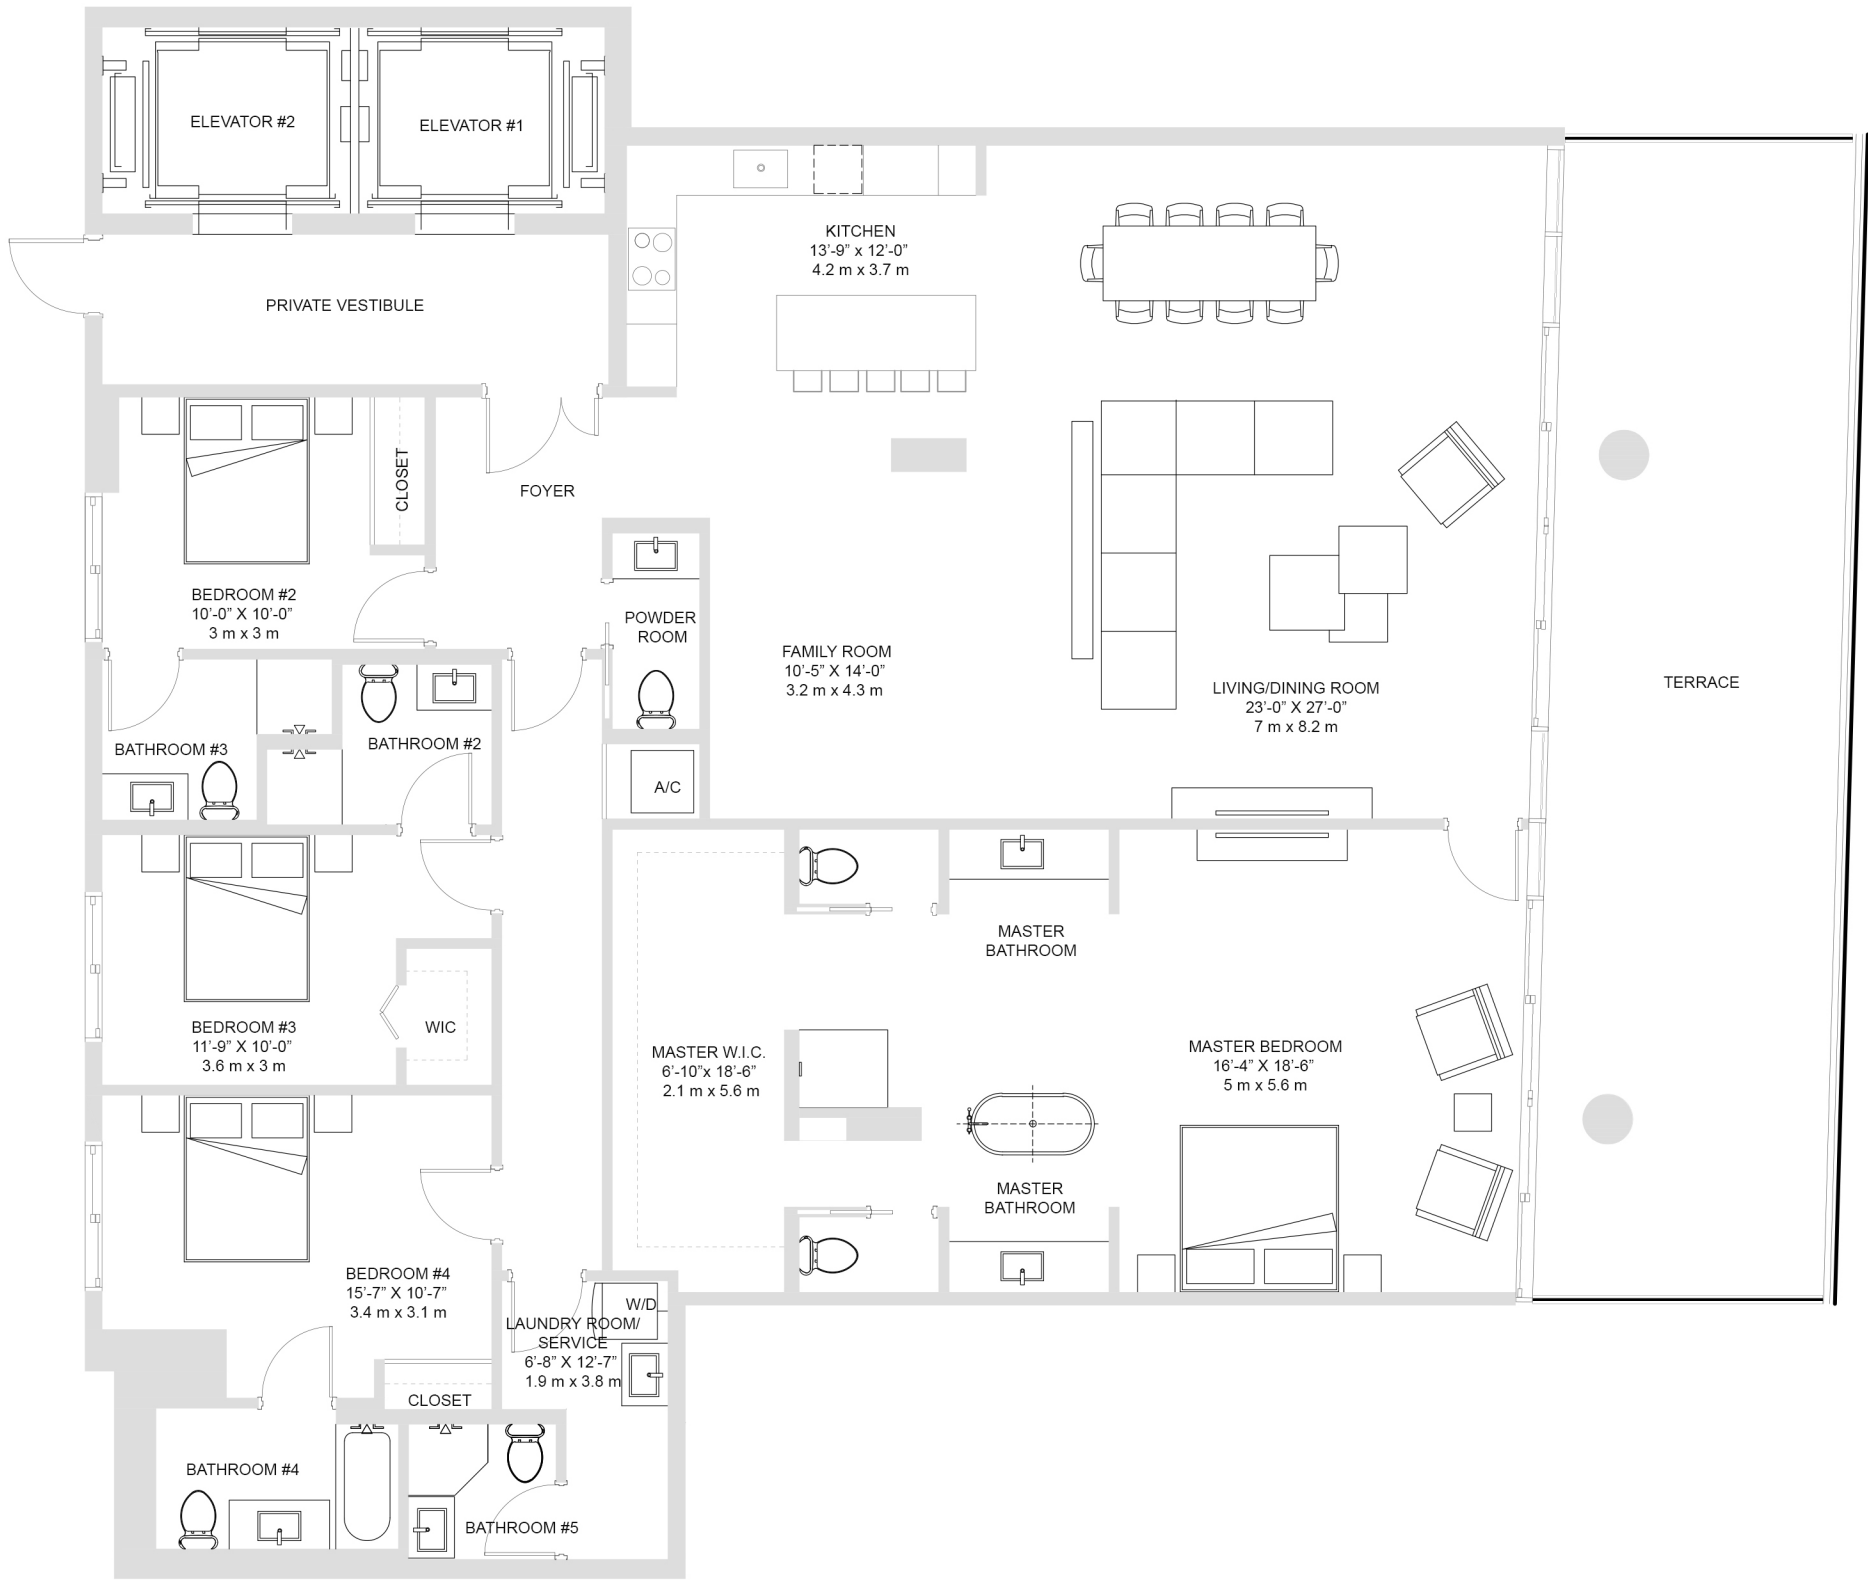 ELEVATOR #2
ELEVATOR #1
PRIVATE VESTIBULE
KITCHEN
13’-9” x 12’-0”
4.2 m x 3.7 m
CLOSET
FOYER
BEDROOM #2
10’-0” X 10’-0”
3 m x 3 m
POWDER
ROOM
FAMILY ROOM
10’-5” X 14’-0”
3.2 m x 4.3 m
LIVING/DINING ROOM
23’-0” X 27’-0”
7 m x 8.2 m
TERRACE
BATHROOM #3
BATHROOM #2
A/C
MASTER
BATHROOM
BEDROOM #3
11’-9” X 10’-0”
3.6 m x 3 m
WIC
MASTER W.I.C.
6’-10”x 18’-6”
2.1 m x 5.6 m
MASTER BEDROOM
16’-4” X 18’-6”
5 m x 5.6 m
MASTER
BATHROOM
BEDROOM #4
15’-7” X 10’-7”
3.4 m x 3.1 m
W/D
LAUNDRY ROOM/
SERVICE
6’-8” X 12’-7”
1.9 m x 3.8 m
CLOSET
BATHROOM #4
BATHROOM #5